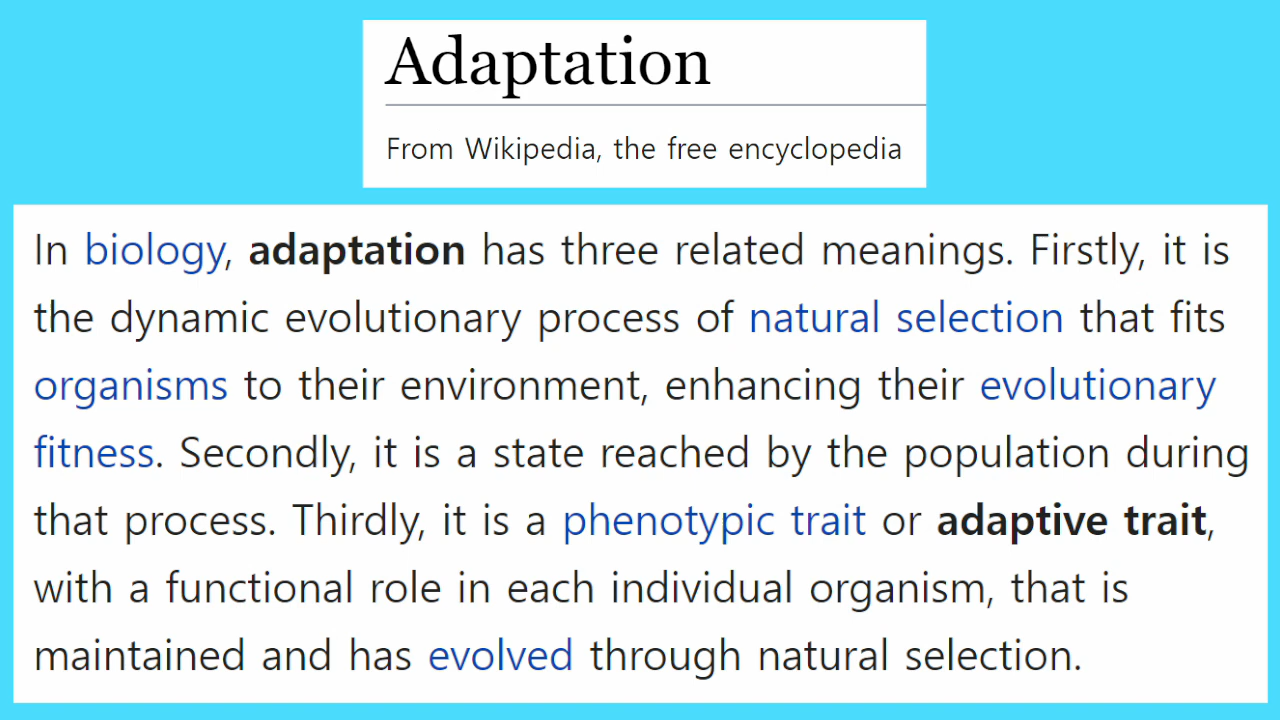 Adaptation
From Wikipedia, the free encyclopedia
In biology, adaptation has three related meanings. Firstly, it is
the dynamic evolutionary process of natural selection that fits
organisms to their environment, enhancing their evolutionary
fitness. Secondly, it is a state reached by the population during
that process. Thirdly, it is a phenotypic trait or adaptive trait,
with a functional role in each individual organism, that is
maintained and has evolved through natural selection.